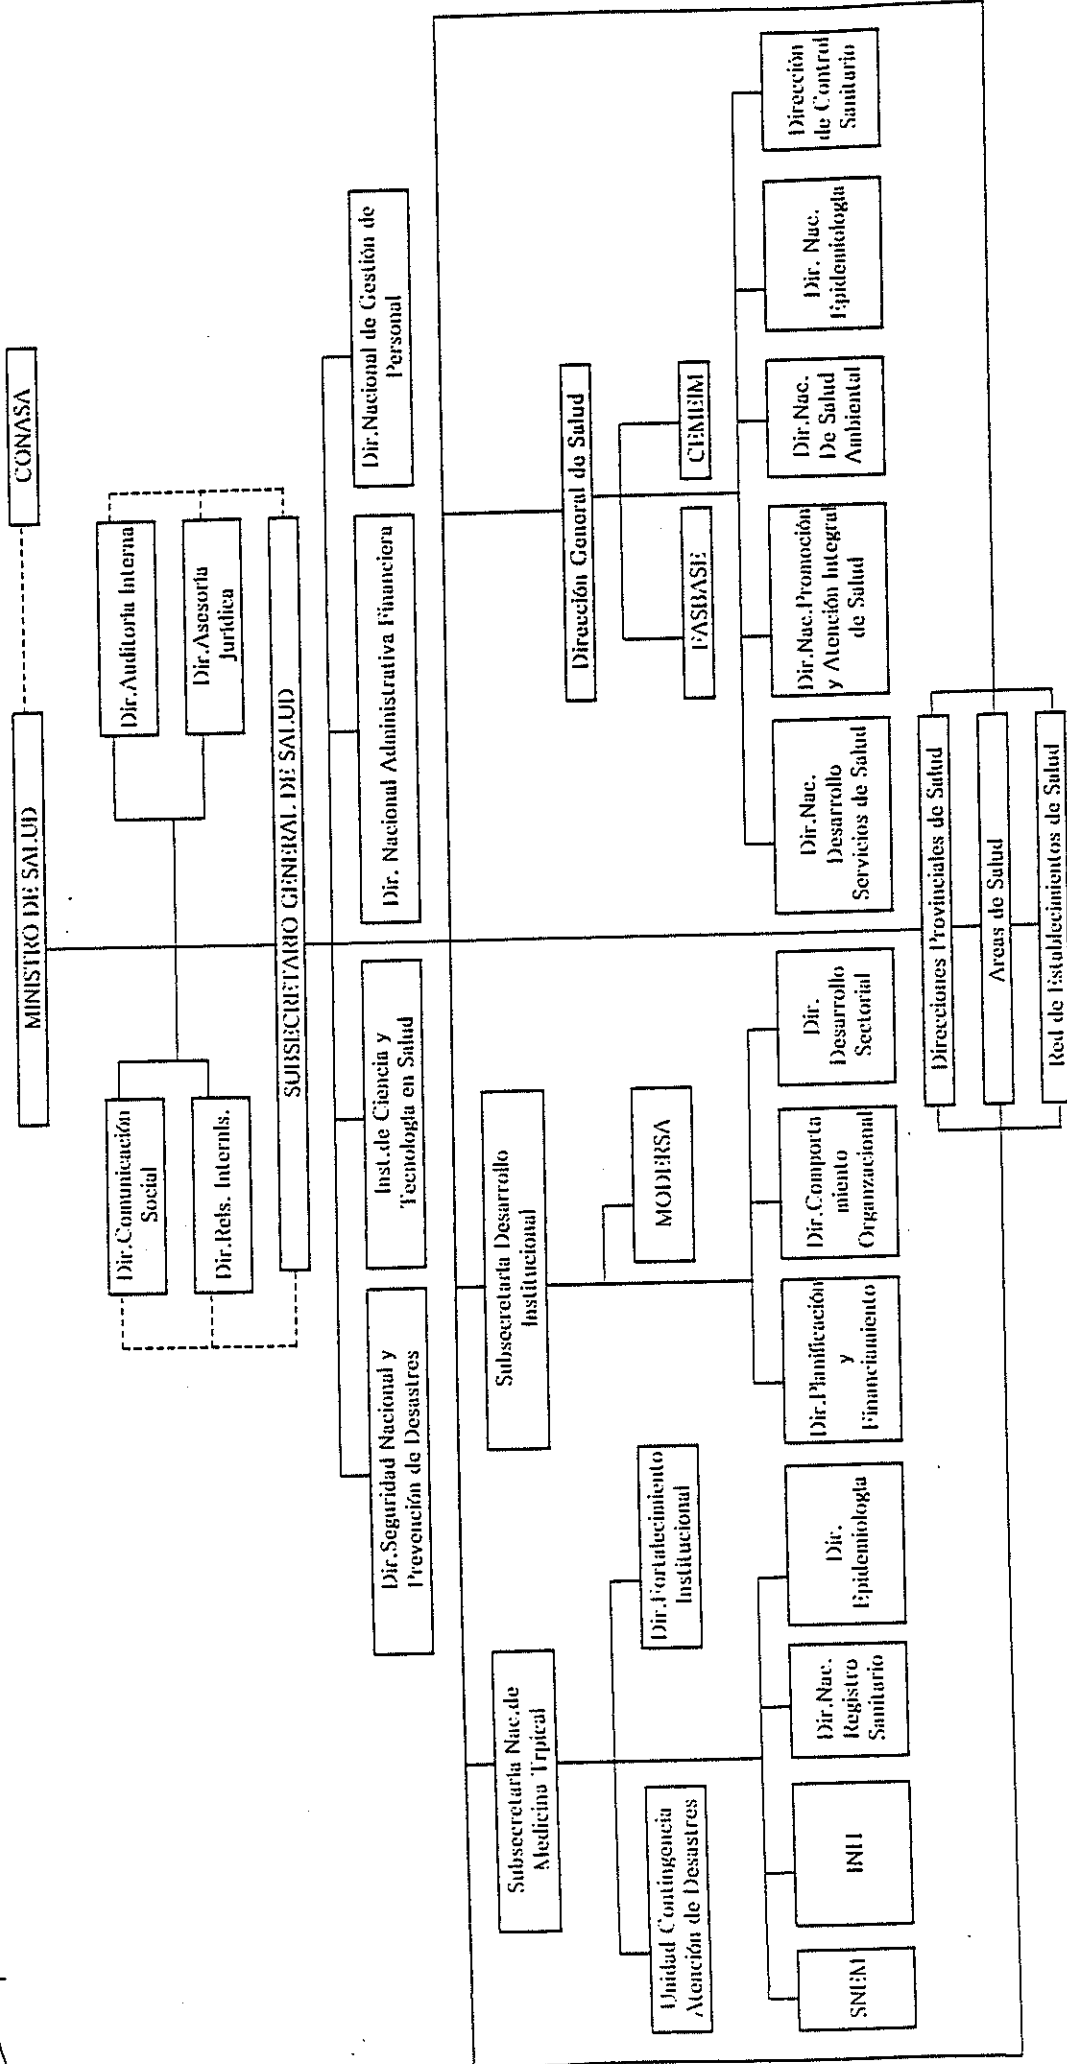 MINISTRO DE SALUD
CONASA
Dir.Comunicación
Social
Dir.Auditoria Interna
Dir.Rels. Internls.
Dir.Asesoria
Jurídica
SUBSECRETARIO GENERAL DE SALUD
Dir.Seguridad Nacional y
Prevención de Desastres
Inst.de Ciencia y
Tecnología en Salud
Dir. Nacional Administrativa Financiera
Dir.Nacional de Gestión de
Personal
Subsecretaría Nac.de
Medicina Trpical
Subsecretaria Desarrollo
Institucional
Dirección General de Salud
Unidad Contingencia
Atención de Desastres
Dir.Fortalecimiento
Institucional
MODERSA
FASBASE
CEMEIM
SNEM
INH
Dir.Nac.
Registro
Sanitario
Dir.
Epidemiología
Dir.Planificación
y
Financiamiento
Dir.Comporta
miento
Organizacional
Dir.
Desarrollo
Sectorial
Dir.Nac.
Desarrollo
Servicios de Salud
Dir.Nac.Promoción
y Atención Integral
de Salud
Dir.Nac.
De Salud
Ambiental
Dir. Nac.
Epidemiología
Dirección
de Control
Sanitario
Direcciones Provinciales de Salud
Areas de Salud
Red de Establecimientos de Salud